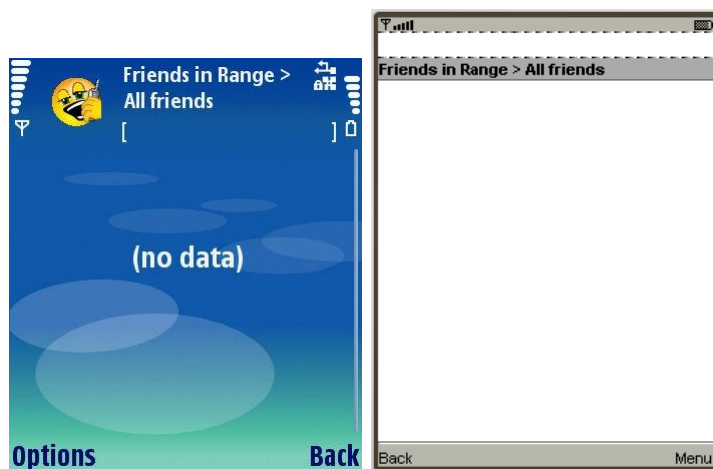 Friends in Range >
All friends
[ ]
(no data)
Options Back
Friends in Range > All friends
Back Menu